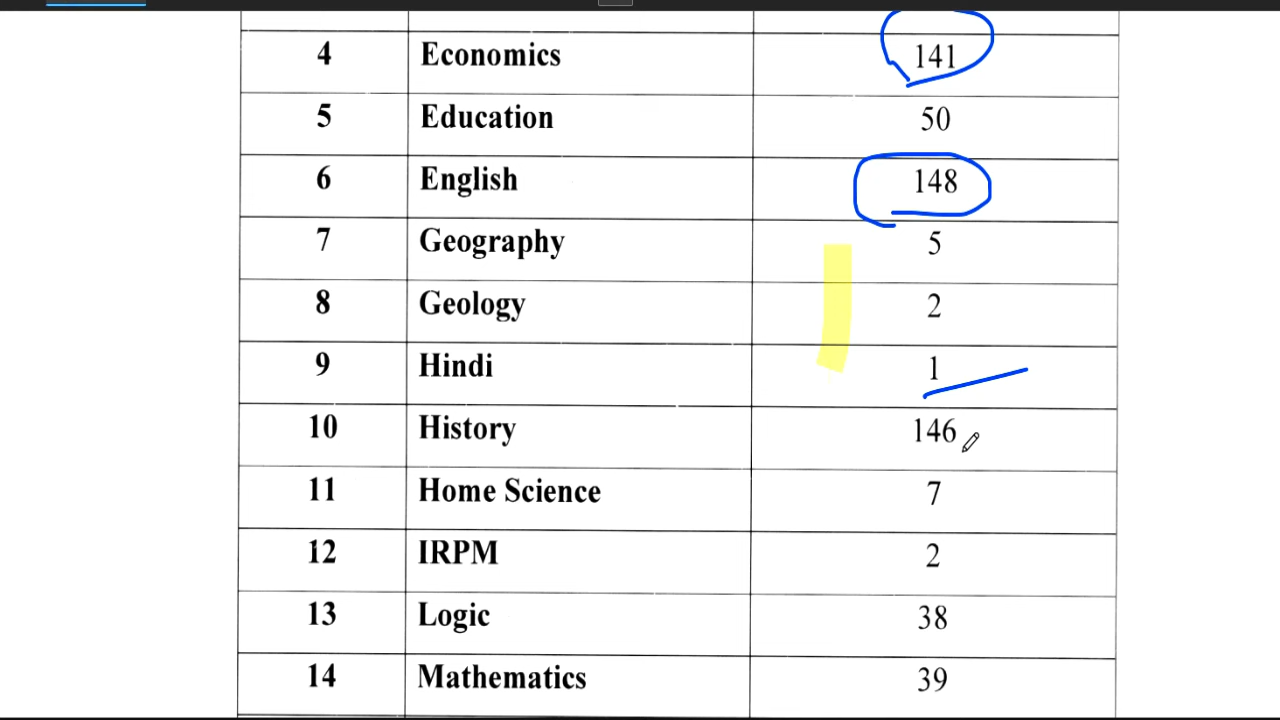 4 Economics 141
5 Education 50
6 English 148
7 Geography 5
8 Geology 2
9 Hindi 1
10 History 146
11 Home Science 7
12 IRPM 2
13 Logic 38
14 Mathematics 39